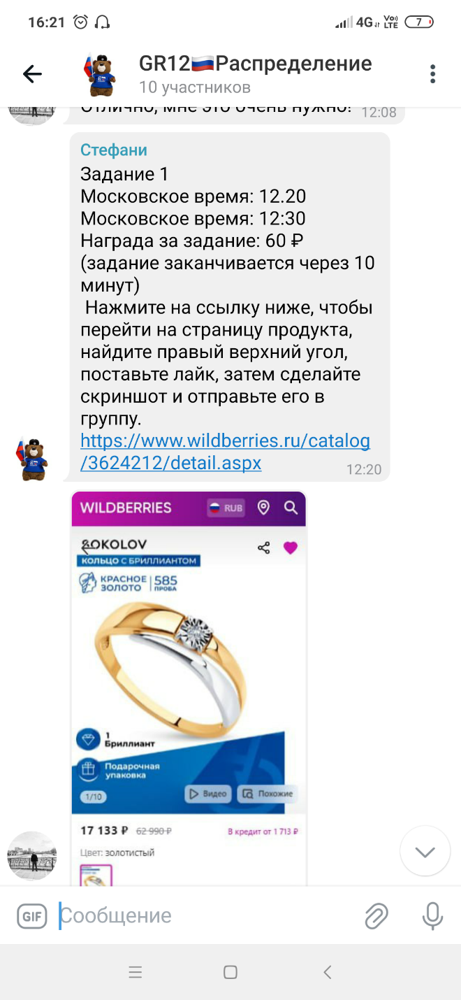 16:21
4G
Vo))
LTE
7
GR12🇷🇺Распределение
10 участников
Отлично, мне это очень нужно!
12:08
Стефани
Задание 1
Московское время: 12.20
Московское время: 12:30
Награда за задание: 60 ₽
(задание заканчивается через 10
минут)
Нажмите на ссылку ниже, чтобы
перейти на страницу продукта,
найдите правый верхний угол,
поставьте лайк, затем сделайте
скриншот и отправьте его в
группу.
https://www.wildberries.ru/catalog
/3624212/detail.aspx
12:20
WILDBERRIES
RUB
SOKOLOV
КОЛЬЦО С БРИЛЛИАНТОМ
КРАСНОЕ
ЗОЛОТО
585
ПРОБА
1
Бриллиант
Подарочная
упаковка
1/10
Видео
Похожие
17 133 ₽ 62 990 ₽
В кредит от 1 713 ₽
Цвет: золотистый
GIF
Сообщение